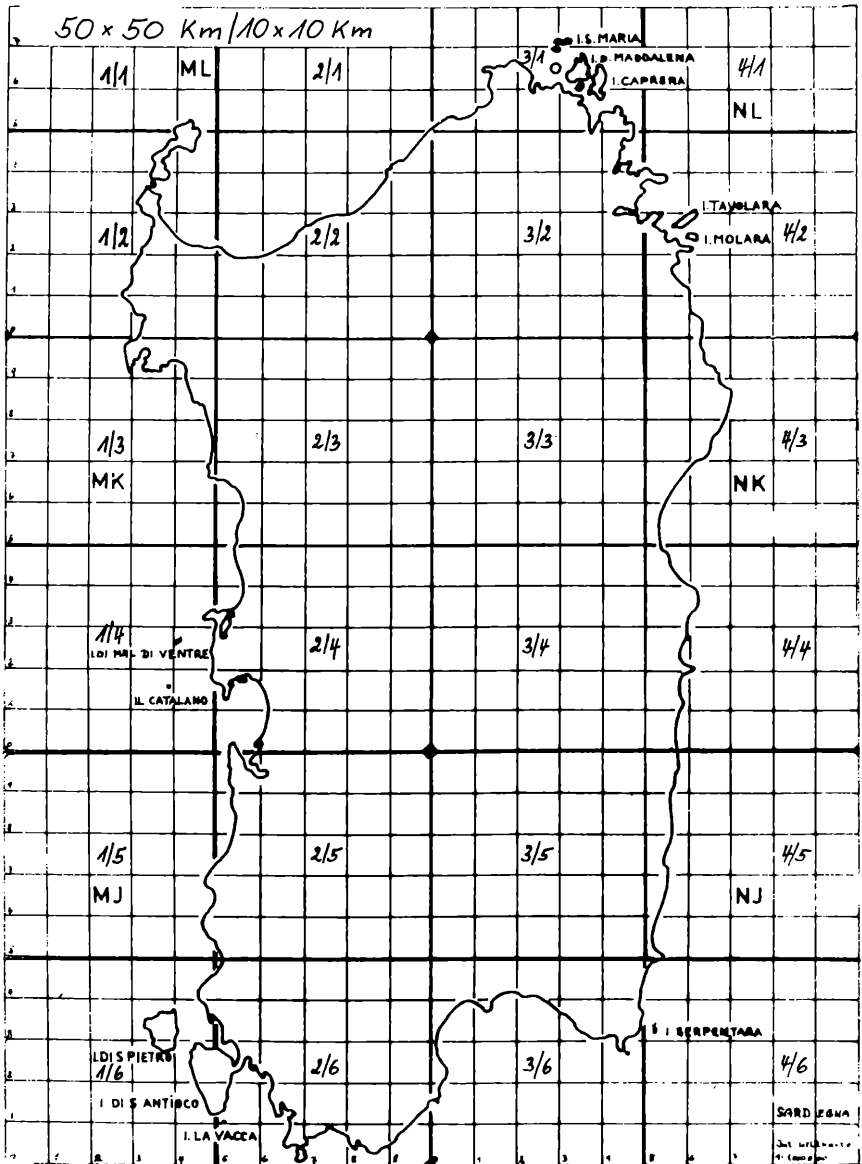 50 × 50 Km/10 × 10 Km
I.S. MARIA
1/1
ML
2/1
3/1
I.D. MADDALENA
4/1
I. CAPRERA
NL
I. TAVOLARA
1/2
2/2
3/2
I. MOLARA
4/2
1/3
2/3
3/3
4/3
MK
NK
1/4
2/4
3/4
4/4
I.DI MAL DI VENTRE
IL CATALANO
1/5
2/5
3/5
4/5
MJ
NJ
I. SERPENTARA
I.DI S PIETRO
1/6
2/6
3/6
4/6
I DI S ANTIOCO
SARDEGNA
I. LA VACCA